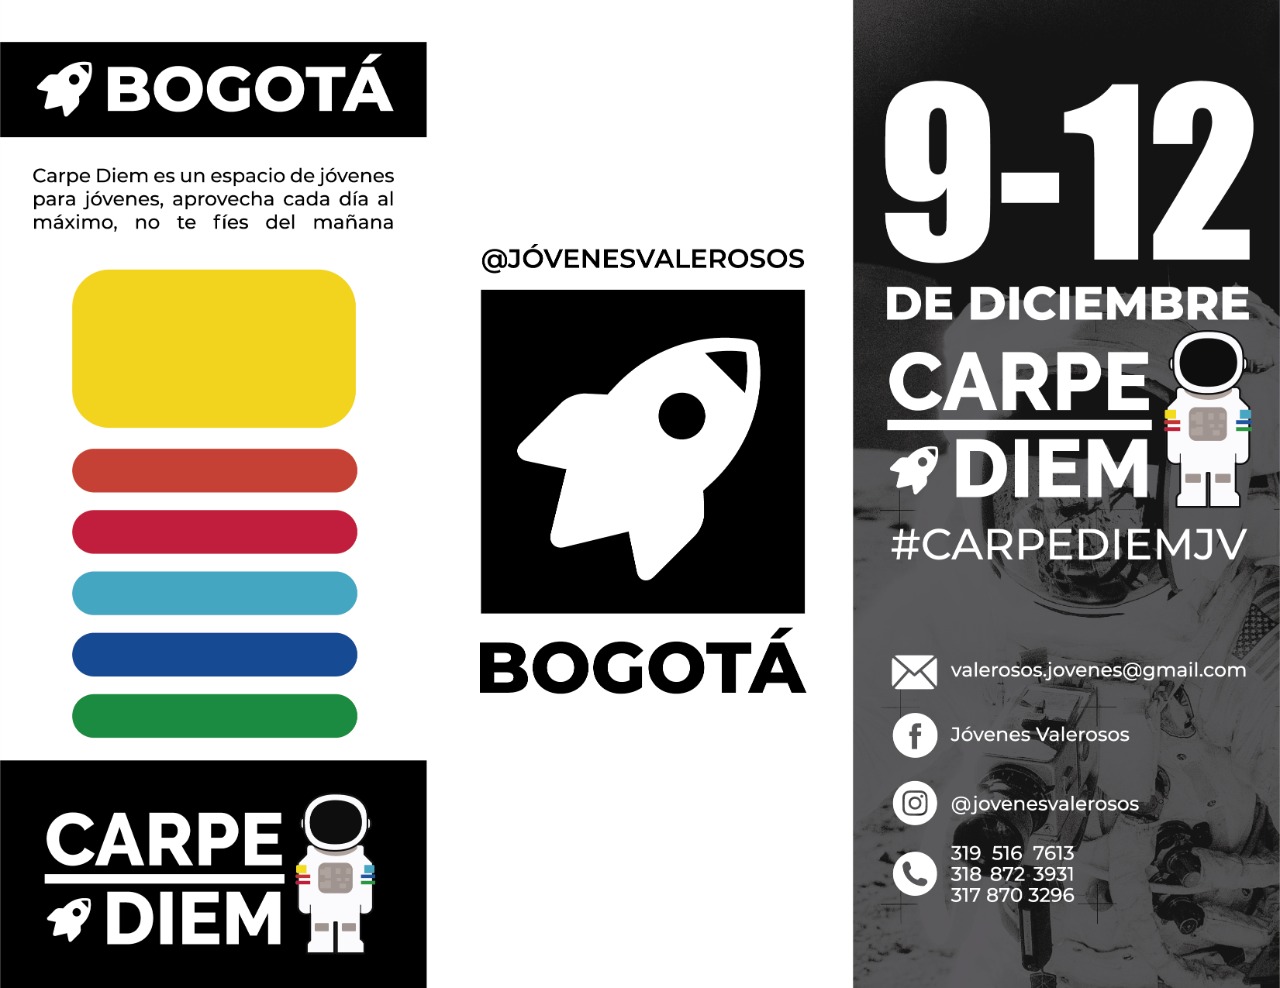 BOGOTÁ
Carpe Diem es un espacio de jóvenes
para jóvenes, aprovecha cada día al
máximo, no te fíes del mañana
CARPE
DIEM
@JÓVENESVALEROSOS
BOGOTÁ
9-12
DE DICIEMBRE
CARPE
DIEM
#CARPEDIEMJV
valerosos.jovenes@gmail.com
Jóvenes Valerosos
@jovenesvalerosos
319 516 7613
318 872 3931
317 870 3296